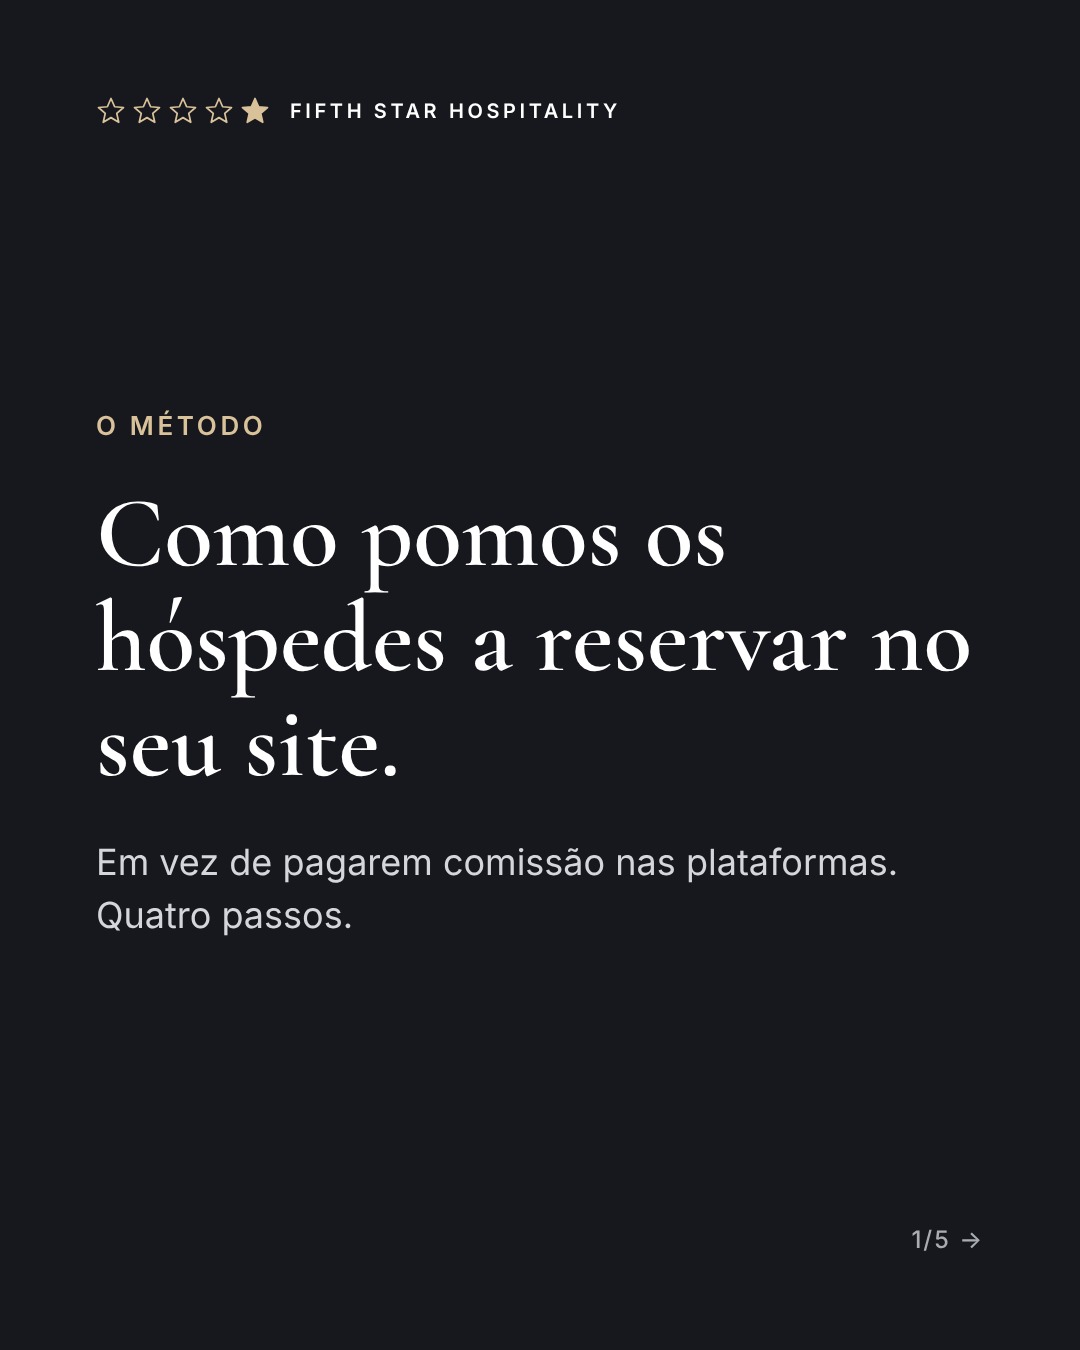 FIFTH STAR HOSPITALITY
O MÉTODO
Como pomos os
hóspedes a reservar no
seu site.
Em vez de pagarem comissão nas plataformas.
Quatro passos.
1/5 →